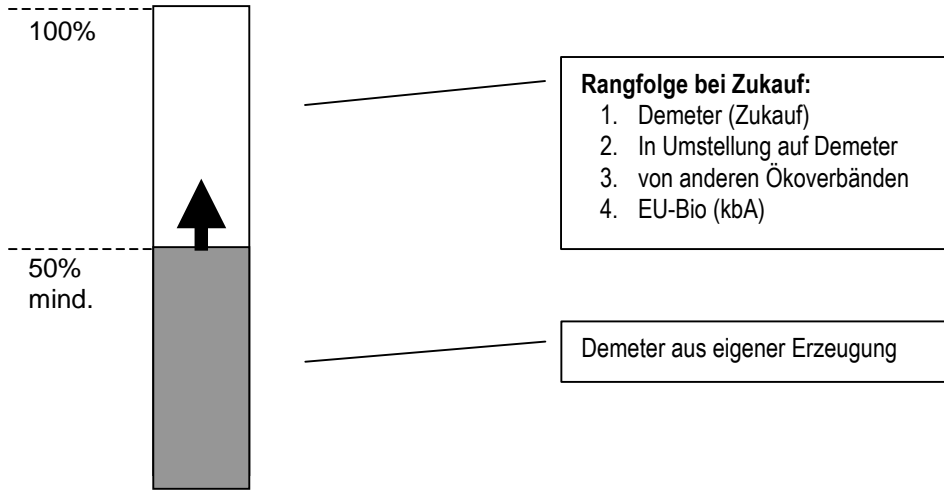 100%
Rangfolge bei Zukauf:
1. Demeter (Zukauf)
2. In Umstellung auf Demeter
3. von anderen Ökoverbänden
4. EU-Bio (kbA)
50%
mind.
Demeter aus eigener Erzeugung